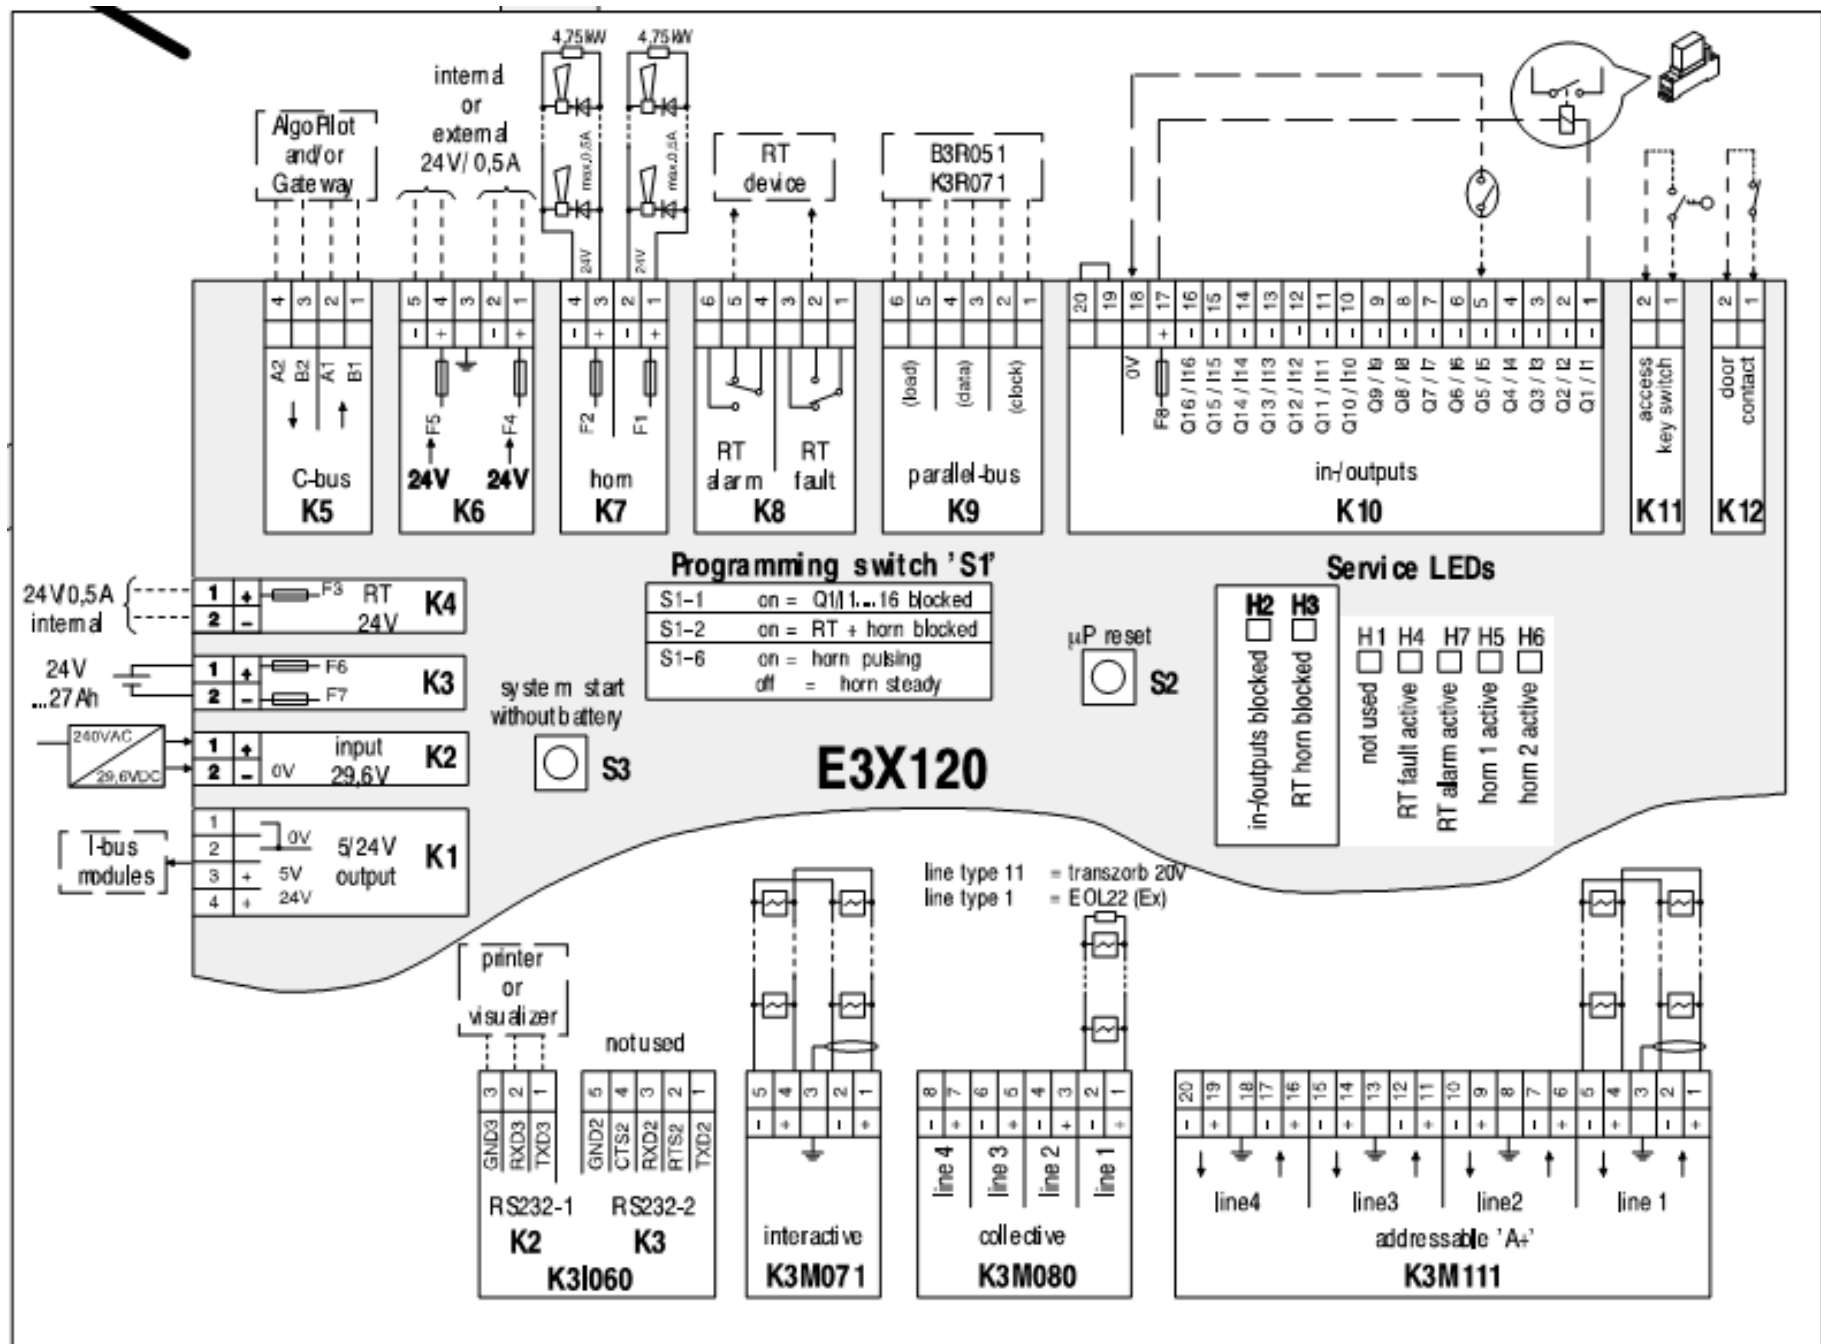 4,75kW
4,75kW
internal
or
external
24V/ 0,5A
AlgoPilot
and/or
Gateway
max.0,5A
max.0,5A
24V
24V
RT
device
B3R051
K3R071
4 3 2 1
A2 B2 A1 B1
C-bus
K5
5 4 3 2 1
- + - +
F5 F4
24V 24V
K6
4 3 2 1
- + - +
F2 F1
horn
K7
6 5 4 3 2 1
RT RT
alarm fault
K8
6 5 4 3 2 1
(load) (data) (clock)
parallel-bus
K9
20 19 18 17 16 15 14 13 12 11 10 9 8 7 6 5 4 3 2 1
+ - - - - - - - - - - - - - - - -
0V
F8
Q16 / I16
Q15 / I15
Q14 / I14
Q13 / I13
Q12 / I12
Q11 / I11
Q10 / I10
Q9 / I9
Q8 / I8
Q7 / I7
Q6 / I6
Q5 / I5
Q4 / I4
Q3 / I3
Q2 / I2
Q1 / I1
in-/outputs
K10
2 1
access
key switch
K11
2 1
door
contact
K12
24V/0,5A
internal
1 + F3 RT K4
2 - 24V
24V
...27Ah
1 + F6 K3
2 - F7
240VAC
29,6VDC
1 + input K2
2 - 0V 29,6V
I-bus
modules
1
2 0V 5/24V K1
3 + 5V output
4 + 24V
system start
without battery
S3
Programming switch 'S1'
S1-1 on = Q1/I1....16 blocked
S1-2 on = RT + horn blocked
S1-6 on = horn pulsing
off = horn steady
µP reset
S2
E3X120
Service LEDs
H2 H3
in-/outputs blocked
RT horn blocked
H1 H4 H7 H5 H6
not used
RT fault active
RT alarm active
horn 1 active
horn 2 active
line type 11 = transzorb 20V
line type 1 = EOL22 (Ex)
printer
or
visualizer
not used
3 2 1
GND3 RXD3 TXD3
RS232-1
K2
5 4 3 2 1
GND2 CTS2 RXD2 RTS2 TXD2
RS232-2
K3
K3I060
5 4 3 2 1
- + - +
interactive
K3M071
8 7 6 5 4 3 2 1
- + - + - + - +
line 4 line 3 line 2 line 1
collective
K3M080
20 19 18 17 16 15 14 13 12 11 10 9 8 7 6 5 4 3 2 1
- + - + - + - + - + - + - + - +
line4 line3 line2 line 1
addressable 'A+'
K3M111